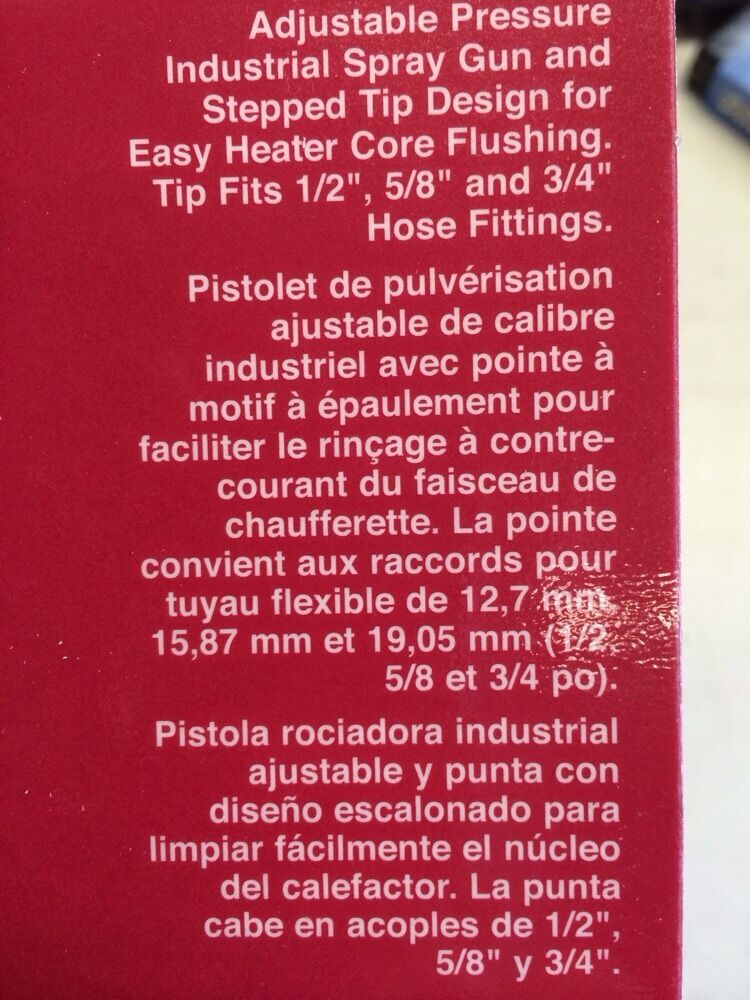 Adjustable Pressure
Industrial Spray Gun and
Stepped Tip Design for
Easy Heater Core Flushing.
Tip Fits 1/2", 5/8" and 3/4"
Hose Fittings.
Pistolet de pulvérisation
ajustable de calibre
industriel avec pointe à
motif à épaulement pour
faciliter le rinçage à contre-
courant du faisceau de
chaufferette. La pointe
convient aux raccords pour
tuyau flexible de 12,7 mm,
15,87 mm et 19,05 mm (1/2,
5/8 et 3/4 po).
Pistola rociadora industrial
ajustable y punta con
diseño escalonado para
limpiar fácilmente el núcleo
del calefactor. La punta
cabe en acoples de 1/2",
5/8" y 3/4".